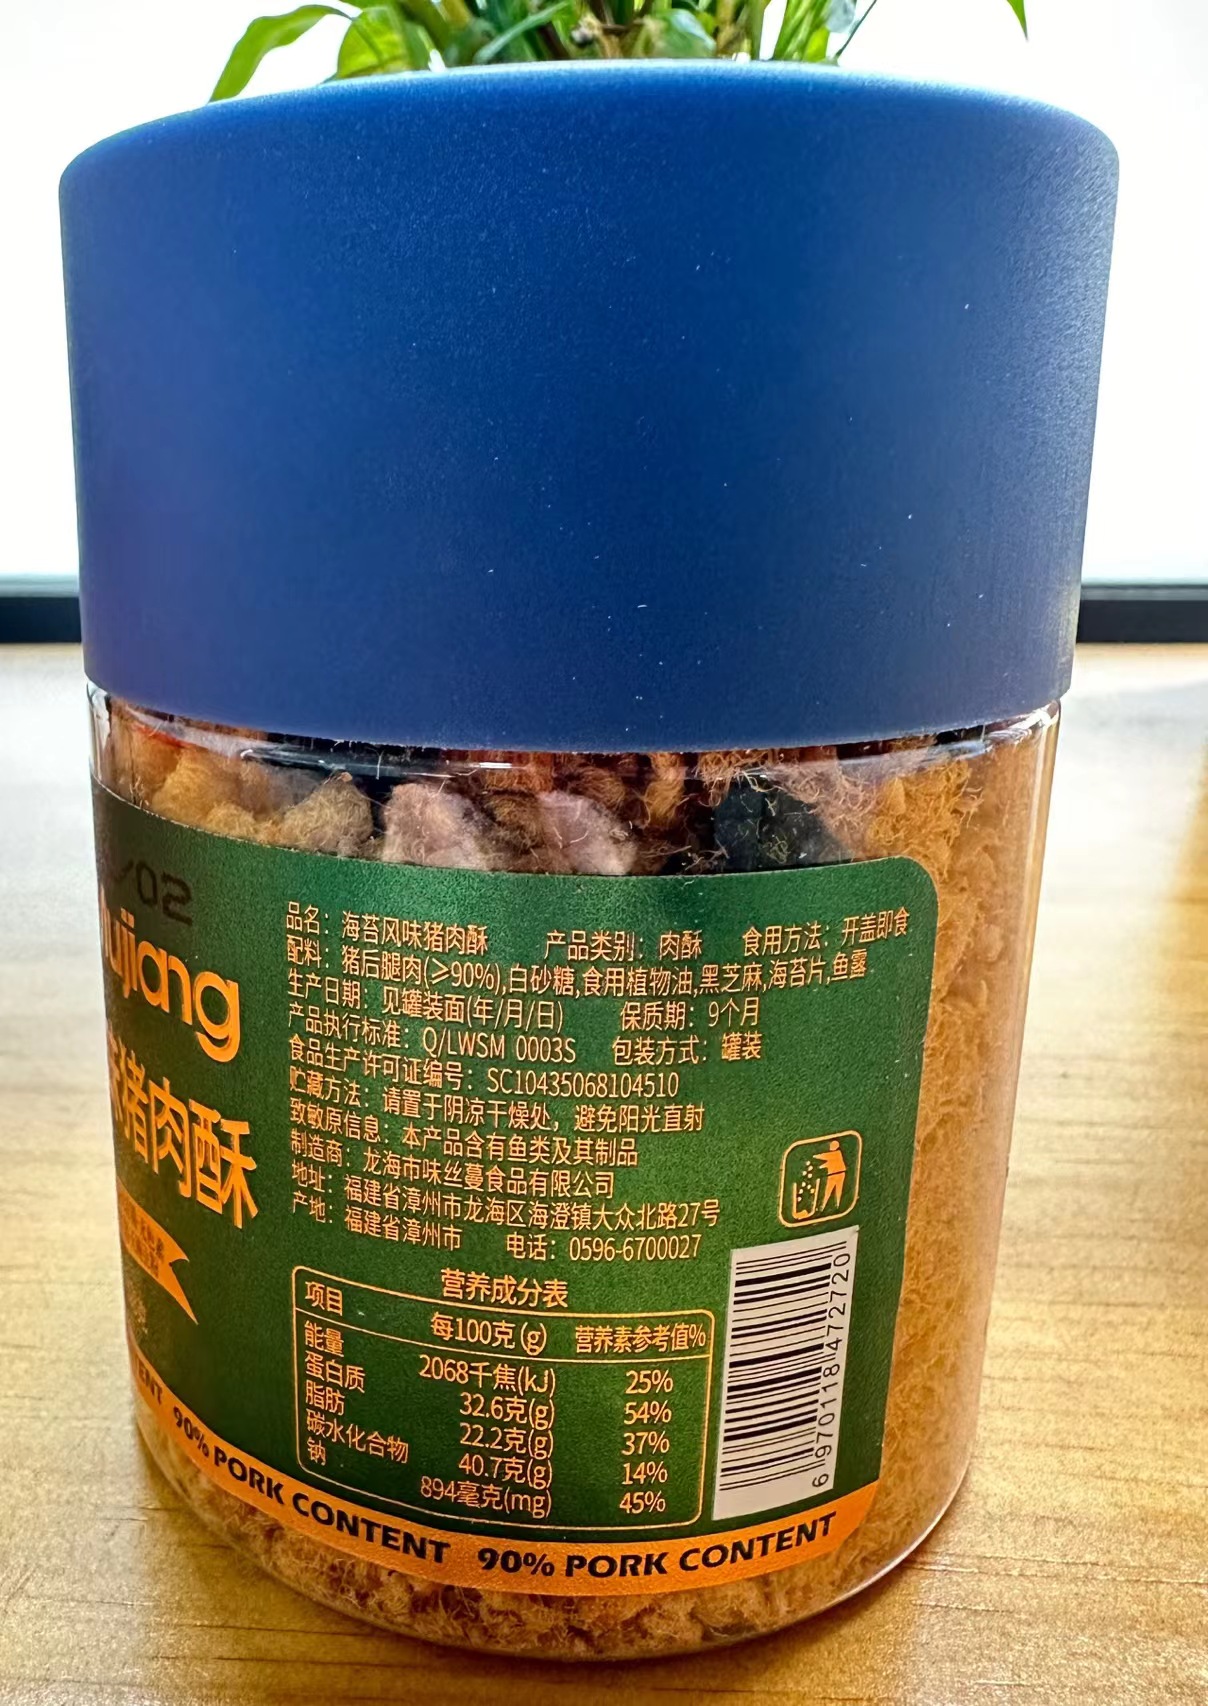 02
jiang
猪肉酥
品名：海苔风味猪肉酥 产品类别：肉酥 食用方法：开盖即食
配料：猪后腿肉(≥90%),白砂糖,食用植物油,黑芝麻,海苔片,鱼露
生产日期：见罐装面(年/月/日) 保质期：9个月
产品执行标准：Q/LWSM 0003S 包装方式：罐装
食品生产许可证编号：SC10435068104510
贮藏方法：请置于阴凉干燥处，避免阳光直射
致敏原信息：本产品含有鱼类及其制品
制造商：龙海市味丝蔓食品有限公司
地址：福建省漳州市龙海区海澄镇大众北路27号
产地：福建省漳州市 电话：0596-6700027
营养成分表
项目 每100克(g) 营养素参考值%
能量 2068千焦(kJ) 25%
蛋白质 32.6克(g) 54%
脂肪 22.2克(g) 37%
碳水化合物 40.7克(g) 14%
钠 894毫克(mg) 45%
6 970118 472720
ENT 90% PORK CONTENT 90% PORK CONTENT